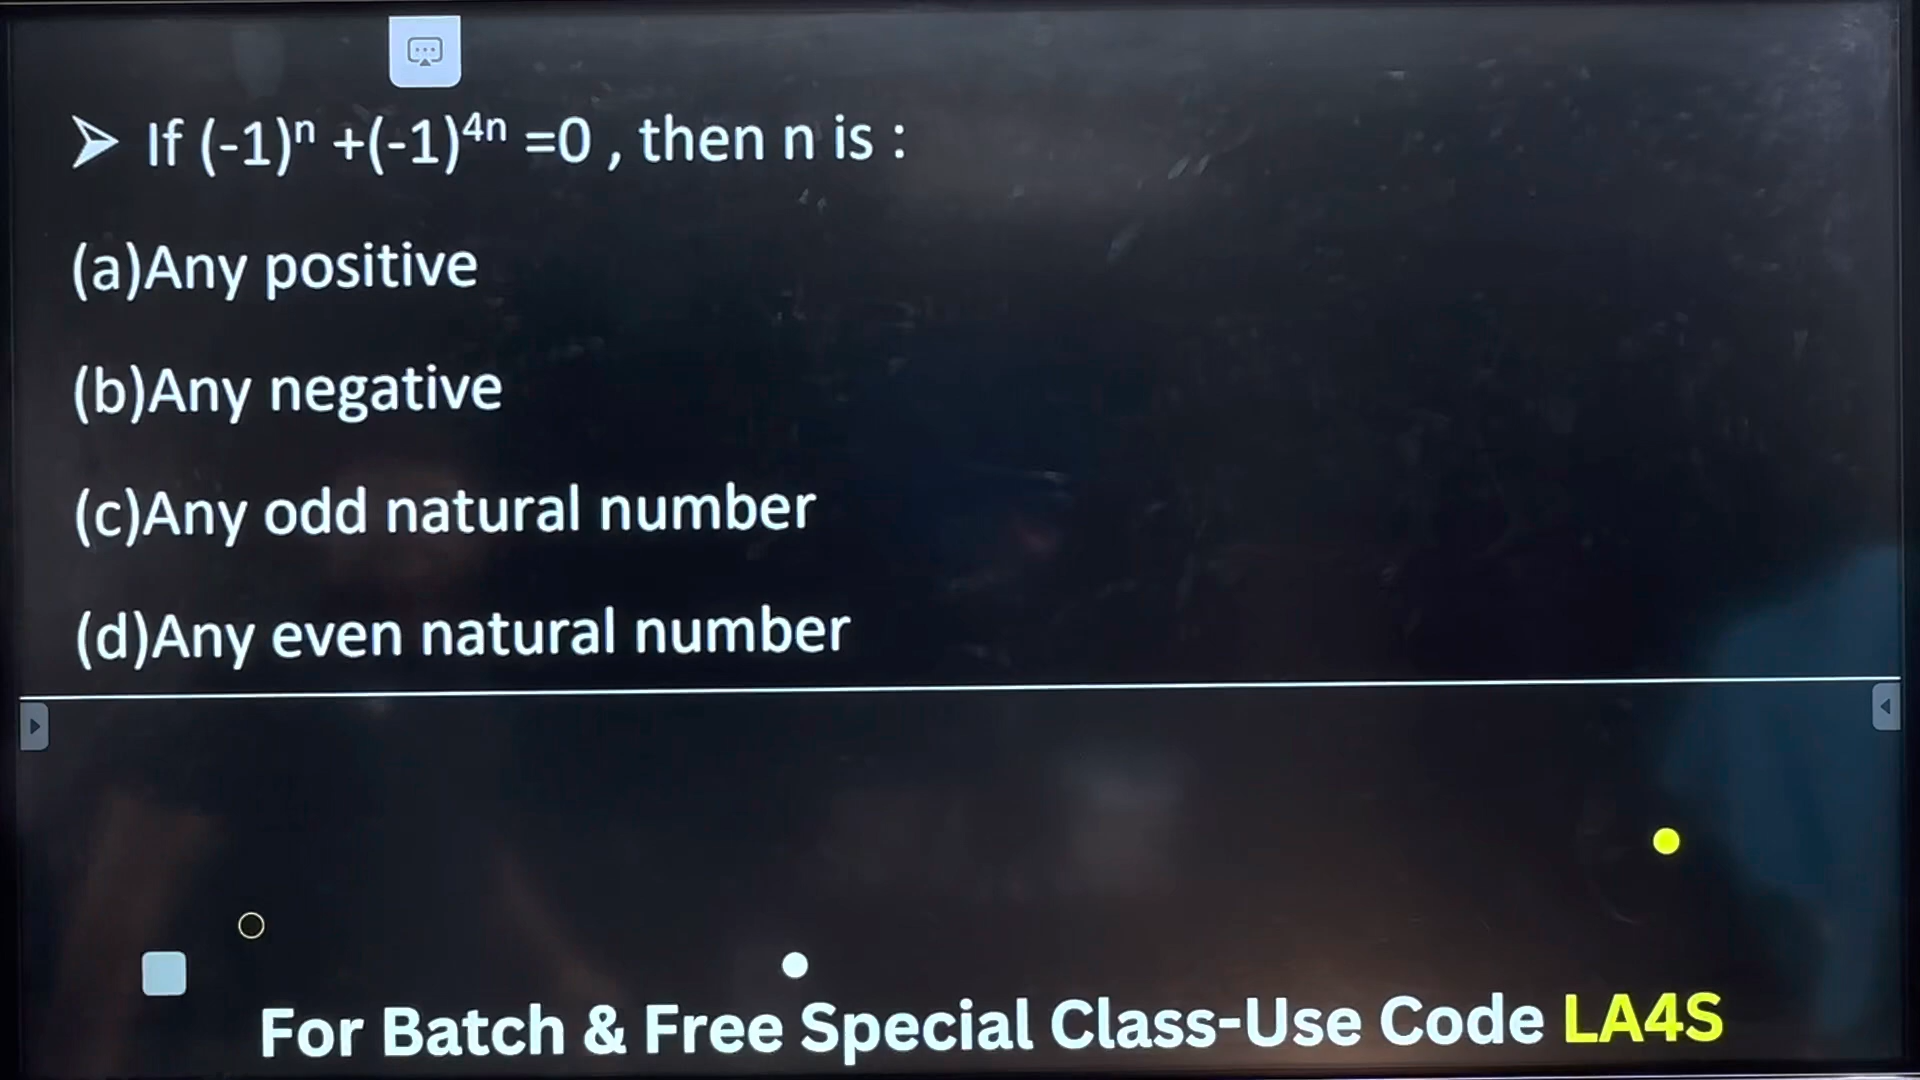 ➤ If (-1)ⁿ +(-1)⁴ⁿ =0 , then n is :
(a)Any positive
(b)Any negative
(c)Any odd natural number
(d)Any even natural number
For Batch & Free Special Class-Use Code LA4S